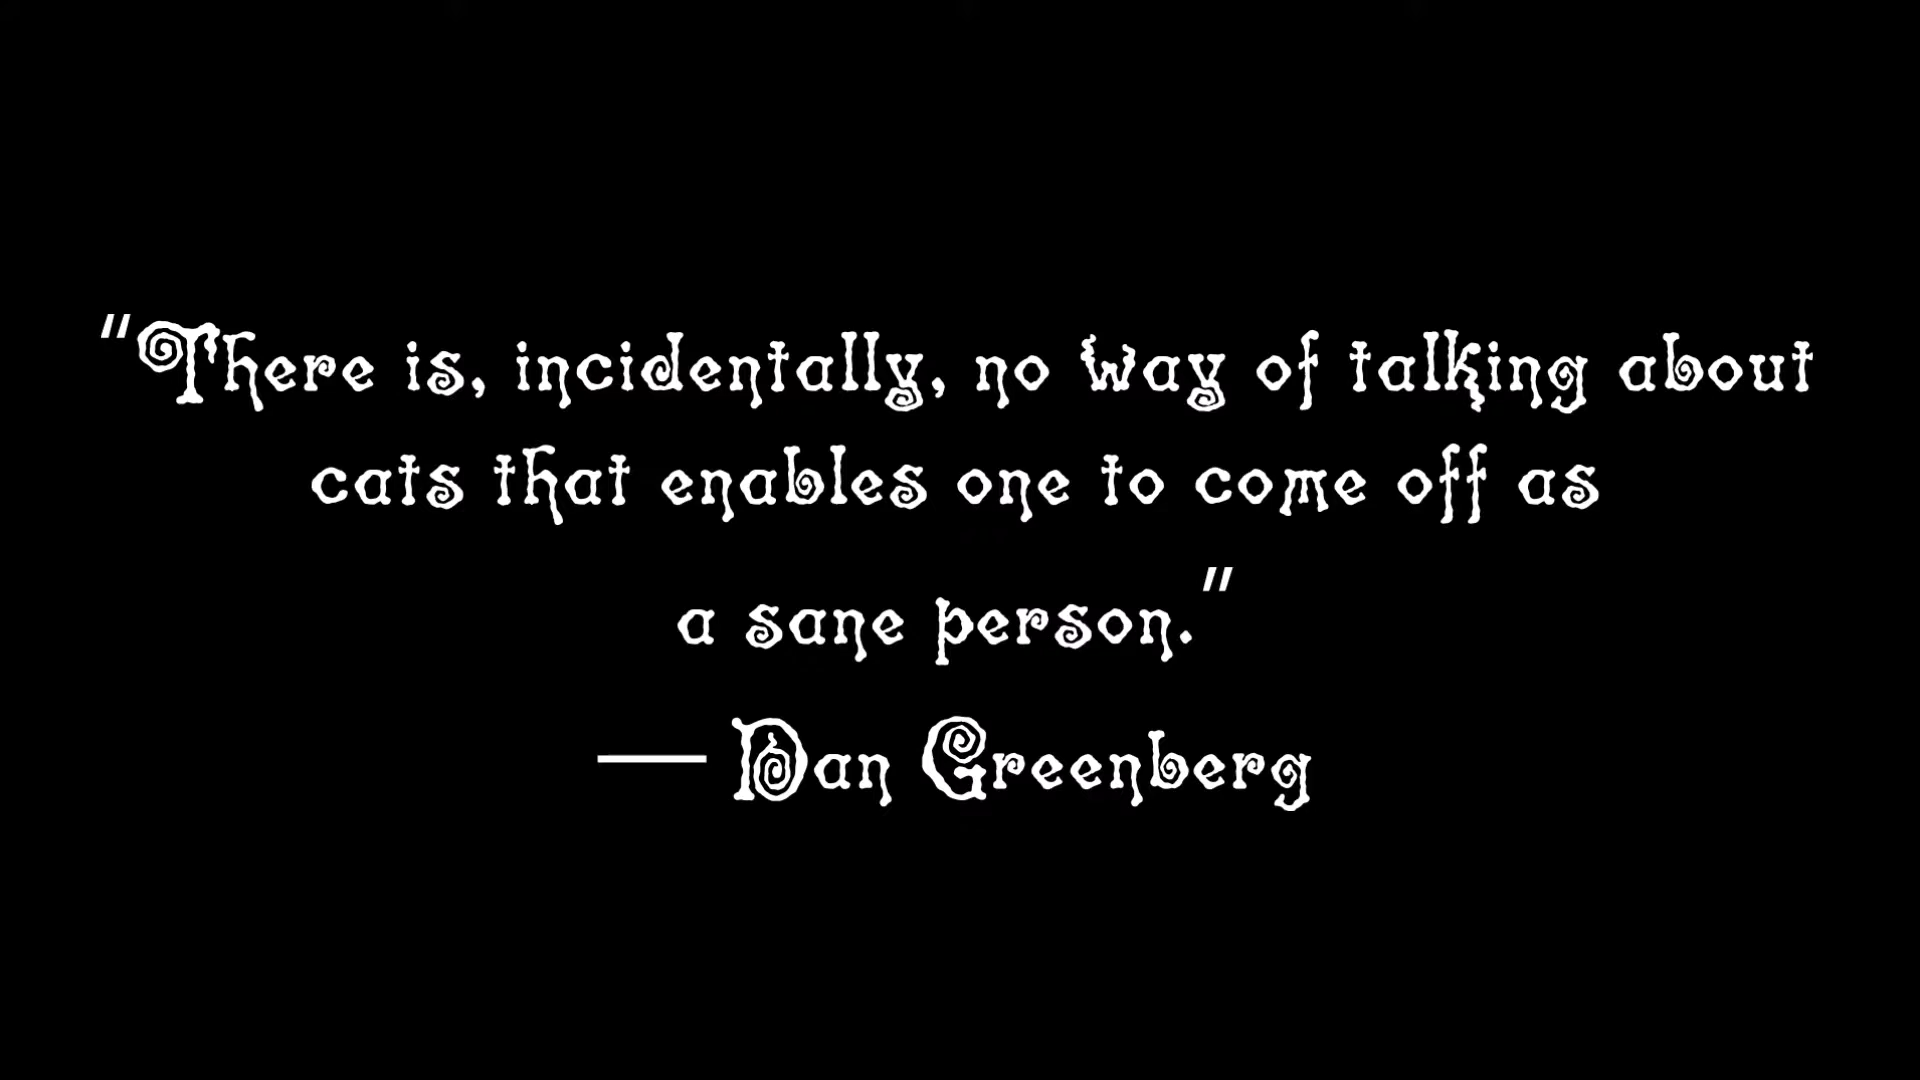 "There is, incidentally, no way of talking about
cats that enables one to come off as
a sane person."
— Dan Greenberg